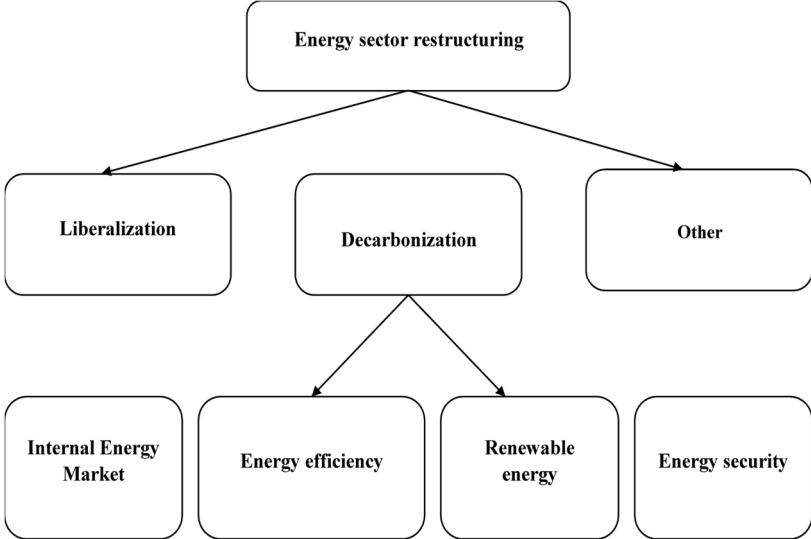 Energy sector restructuring
Liberalization
Decarbonization
Other
Internal Energy
Market
Energy efficiency
Renewable
energy
Energy security